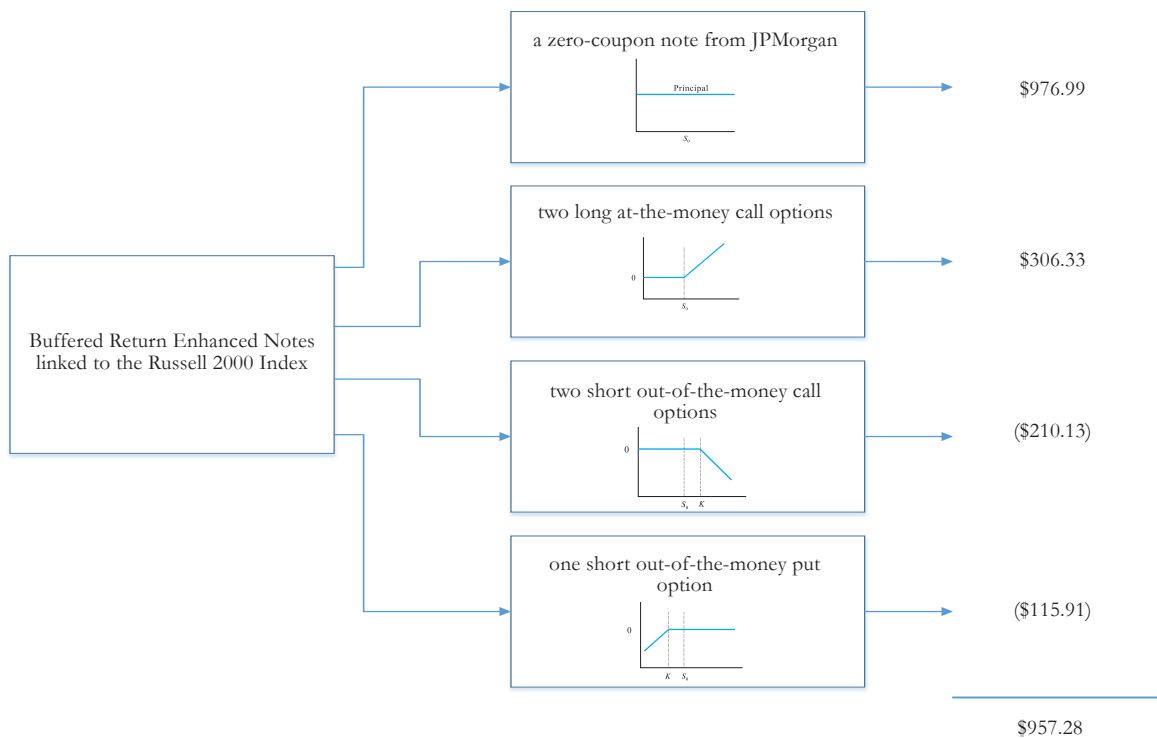 a zero-coupon note from JPMorgan
Principal
S₀
$976.99
two long at-the-money call options
0
S₀
$306.33
Buffered Return Enhanced Notes
linked to the Russell 2000 Index
two short out-of-the-money call
options
0
S₀ K
($210.13)
one short out-of-the-money put
option
0
K S₀
($115.91)
$957.28